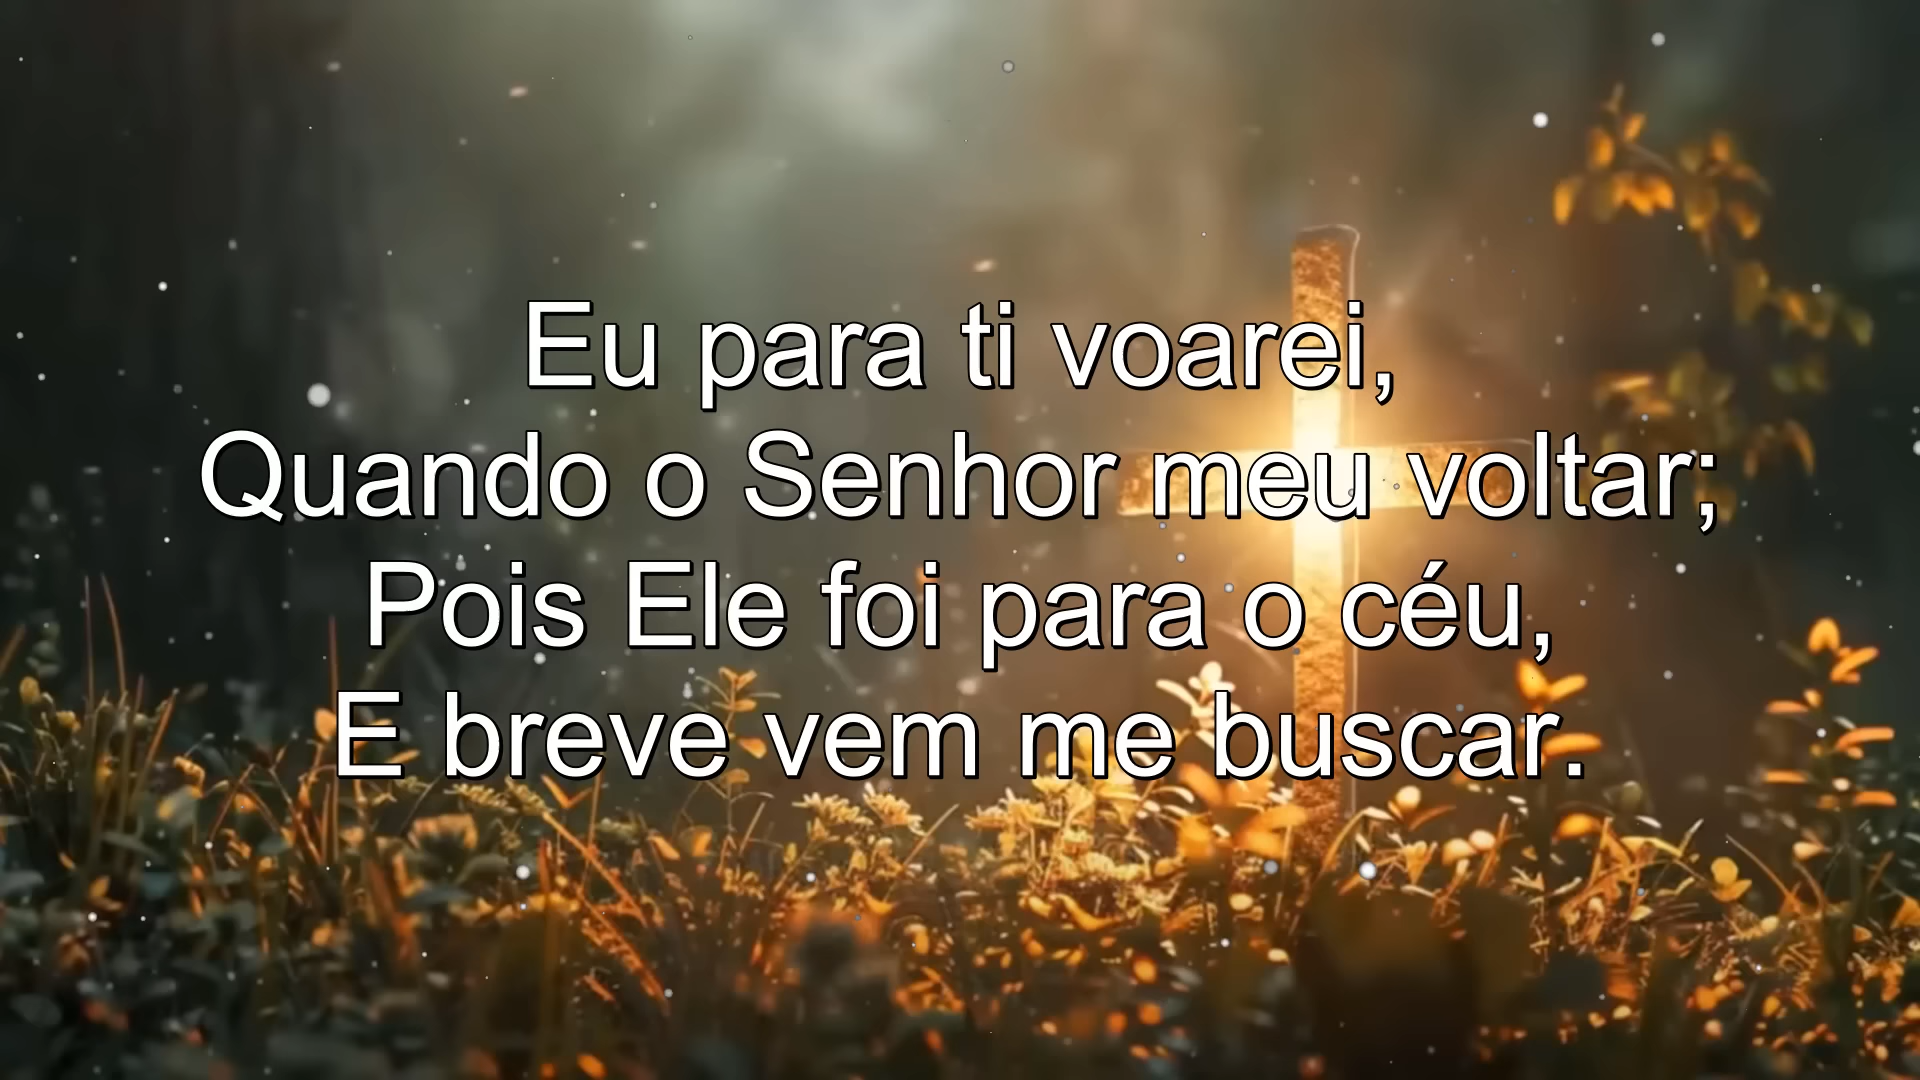 Eu para ti voarei,
Quando o Senhor meu voltar;
Pois Ele foi para o céu,
E breve vem me buscar.